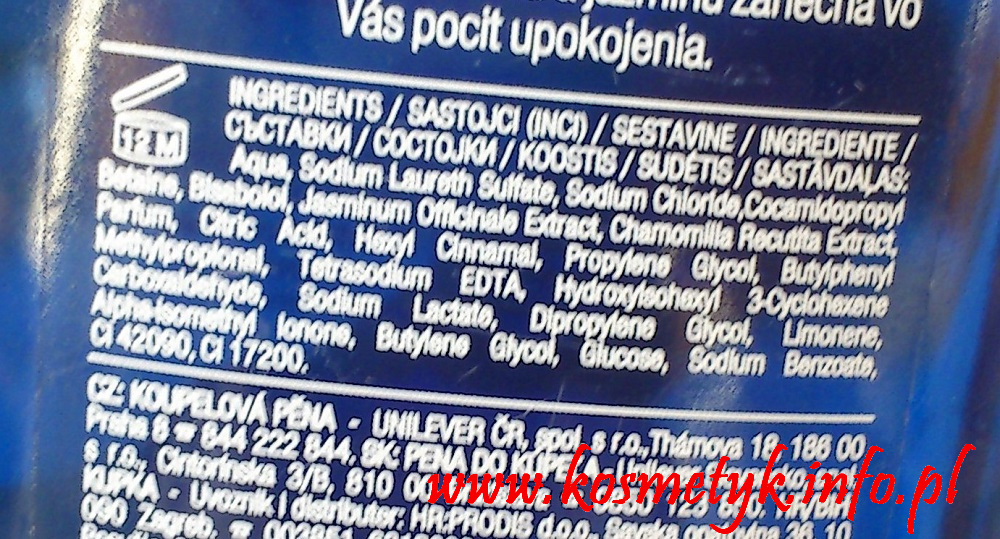 jazmínu zanechá vo
Vás pocit upokojenia.
12 M
INGREDIENTS / SASTOJCI (INCI) / SESTAVINE / INGREDIENTE /
СЪСТАВКИ / СОСТОЈКИ / KOOSTIS / SUDĖTIS / SASTĀVDAĻAS:
Aqua, Sodium Laureth Sulfate, Sodium Chloride,Cocamidopropyl
Betaine, Bisabolol, Jasminum Officinale Extract, Chamomilla Recutita Extract,
Parfum, Citric Acid, Hexyl Cinnamal, Propylene Glycol, Butylphenyl
Methylpropional, Tetrasodium EDTA, Hydroxyisohexyl 3-Cyclohexene
Carboxaldehyde, Sodium Lactate, Dipropylene Glycol, Limonene,
Alpha-Isomethyl Ionone, Butylene Glycol, Glucose, Sodium Benzoate,
CI 42090, CI 17200.
CZ: KOUPELOVÁ PĚNA - UNILEVER ČR, spol. s r.o., Thámova 18, 186 00
Praha 8 ☎ 844 222 844, SK: PENA DO KÚPEĽA -
s r.o., Cintorínska 3/B, 810
KUPKA - Uvoznik i distributer: HR:PRODIS d.o.o., Savska 
090 Zagreb,
www.kosmetyk.info.pl